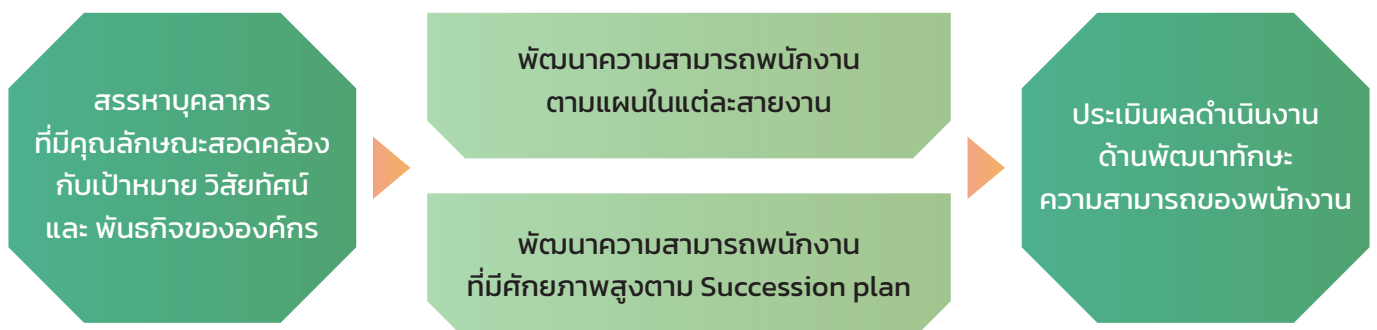 สรรหาบุคลากร
ที่มีคุณลักษณะสอดคล้อง
กับเป้าหมาย วิสัยทัศน์
และ พันธกิจขององค์กร
พัฒนาความสามารถพนักงาน
ตามแผนในแต่ละสายงาน
พัฒนาความสามารถพนักงาน
ที่มีศักยภาพสูงตาม Succession plan
ประเมินผลดำเนินงาน
ด้านพัฒนาทักษะ
ความสามารถของพนักงาน